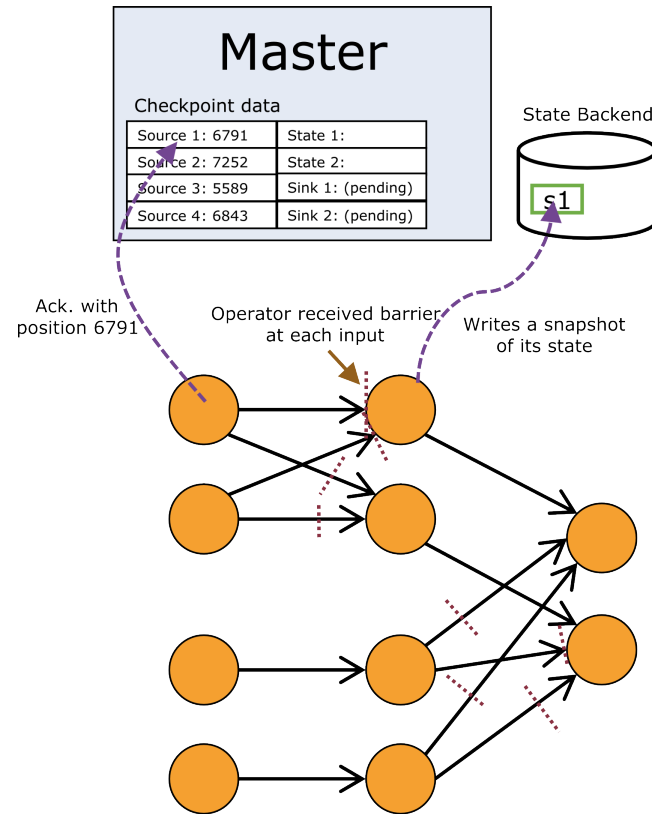 Master
Checkpoint data
State Backend
Source 1: 6791 State 1:
Source 2: 7252 State 2:
Source 3: 5589 Sink 1: (pending)
Source 4: 6843 Sink 2: (pending)
s1
Ack. with
position 6791
Operator received barrier
at each input
Writes a snapshot
of its state